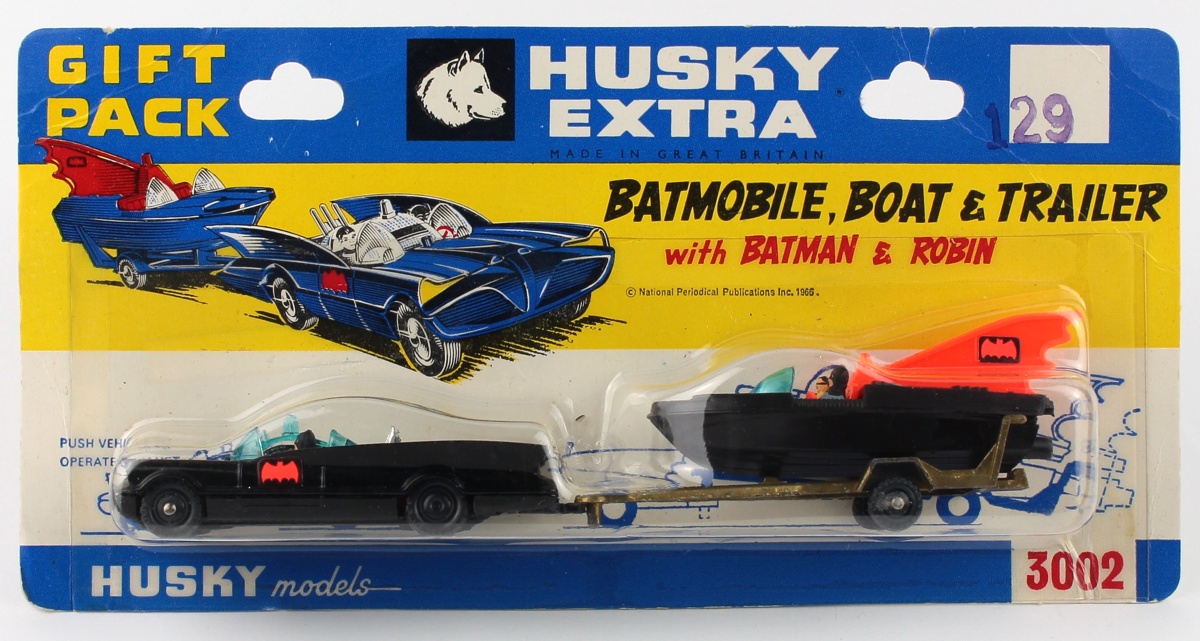 GIFT
PACK
HUSKY
EXTRA
MADE IN GREAT BRITAIN
129
BATMOBILE, BOAT & TRAILER
with BATMAN & ROBIN
© National Periodical Publications Inc. 1966.
PUSH VEHIC
OPERATE
HUSKY models
3002